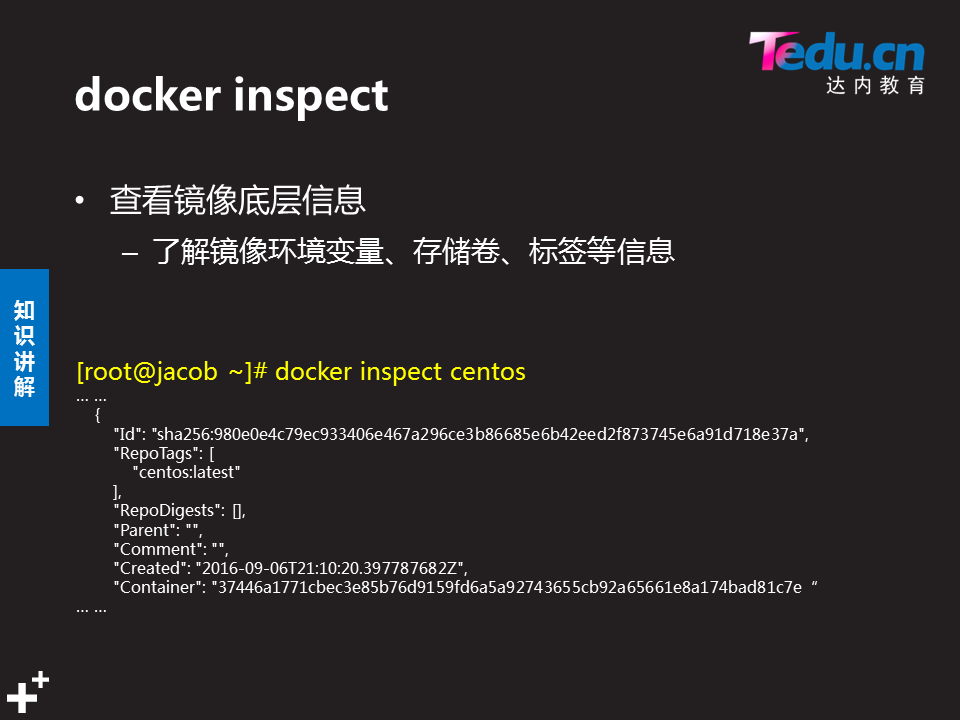 Tedu.cn
达内教育
docker inspect
• 查看镜像底层信息
– 了解镜像环境变量、存储卷、标签等信息
知识讲解
[root@jacob ~]# docker inspect centos
... ...
{
"Id": "sha256:980e0e4c79ec933406e467a296ce3b86685e6b42eed2f873745e6a91d718e37a",
"RepoTags": [
"centos:latest"
],
"RepoDigests": [],
"Parent": "",
"Comment": "",
"Created": "2016-09-06T21:10:20.397787682Z",
"Container": "37446a1771cbec3e85b76d9159fd6a5a92743655cb92a65661e8a174bad81c7e “
... ...